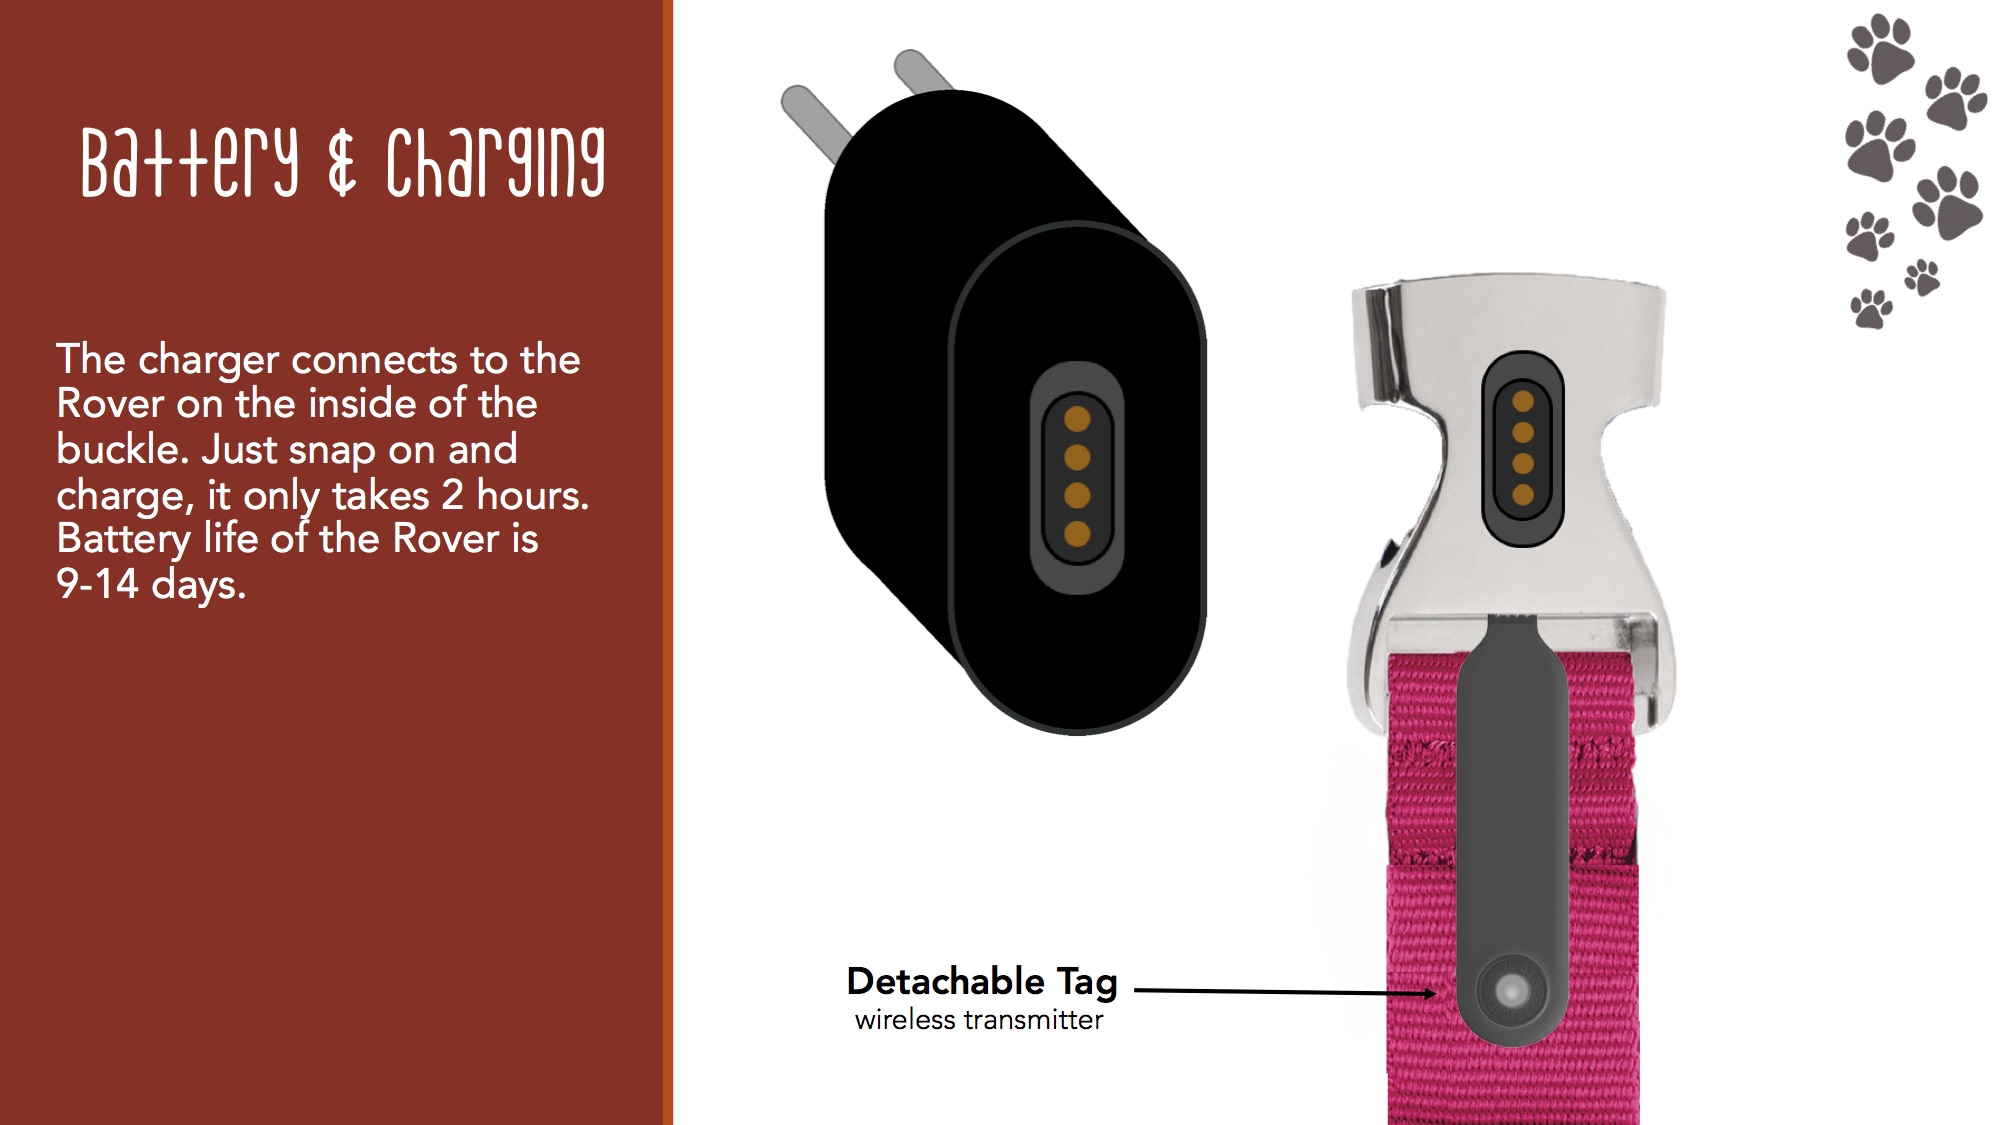 Battery & Charging
The charger connects to the
Rover on the inside of the
buckle. Just snap on and
charge, it only takes 2 hours.
Battery life of the Rover is
9-14 days.
Detachable Tag
wireless transmitter